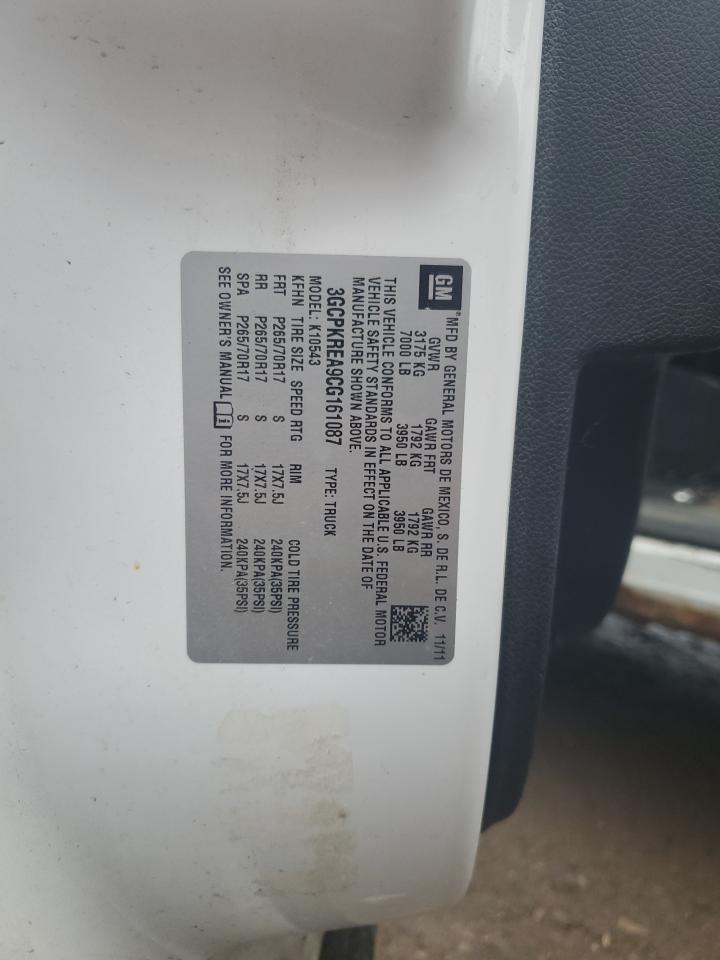 GM
® MFD BY GENERAL MOTORS DE MEXICO, S. DE R.L. DE C.V. 11/11
GVWR GAWR FRT GAWR RR
3175 KG 1792 KG 1792 KG
7000 LB 3950 LB 3950 LB
THIS VEHICLE CONFORMS TO ALL APPLICABLE U.S. FEDERAL MOTOR
VEHICLE SAFETY STANDARDS IN EFFECT ON THE DATE OF
MANUFACTURE SHOWN ABOVE.
3GCPKREA9CG161087 TYPE: TRUCK
MODEL: K10543
KFHN TIRE SIZE SPEED RTG RIM COLD TIRE PRESSURE
FRT P265/70R17 S 17X7.5J 240KPA(35PSI)
RR P265/70R17 S 17X7.5J 240KPA(35PSI)
SPA P265/70R17 S 17X7.5J 240KPA(35PSI)
SEE OWNER'S MANUAL i FOR MORE INFORMATION.